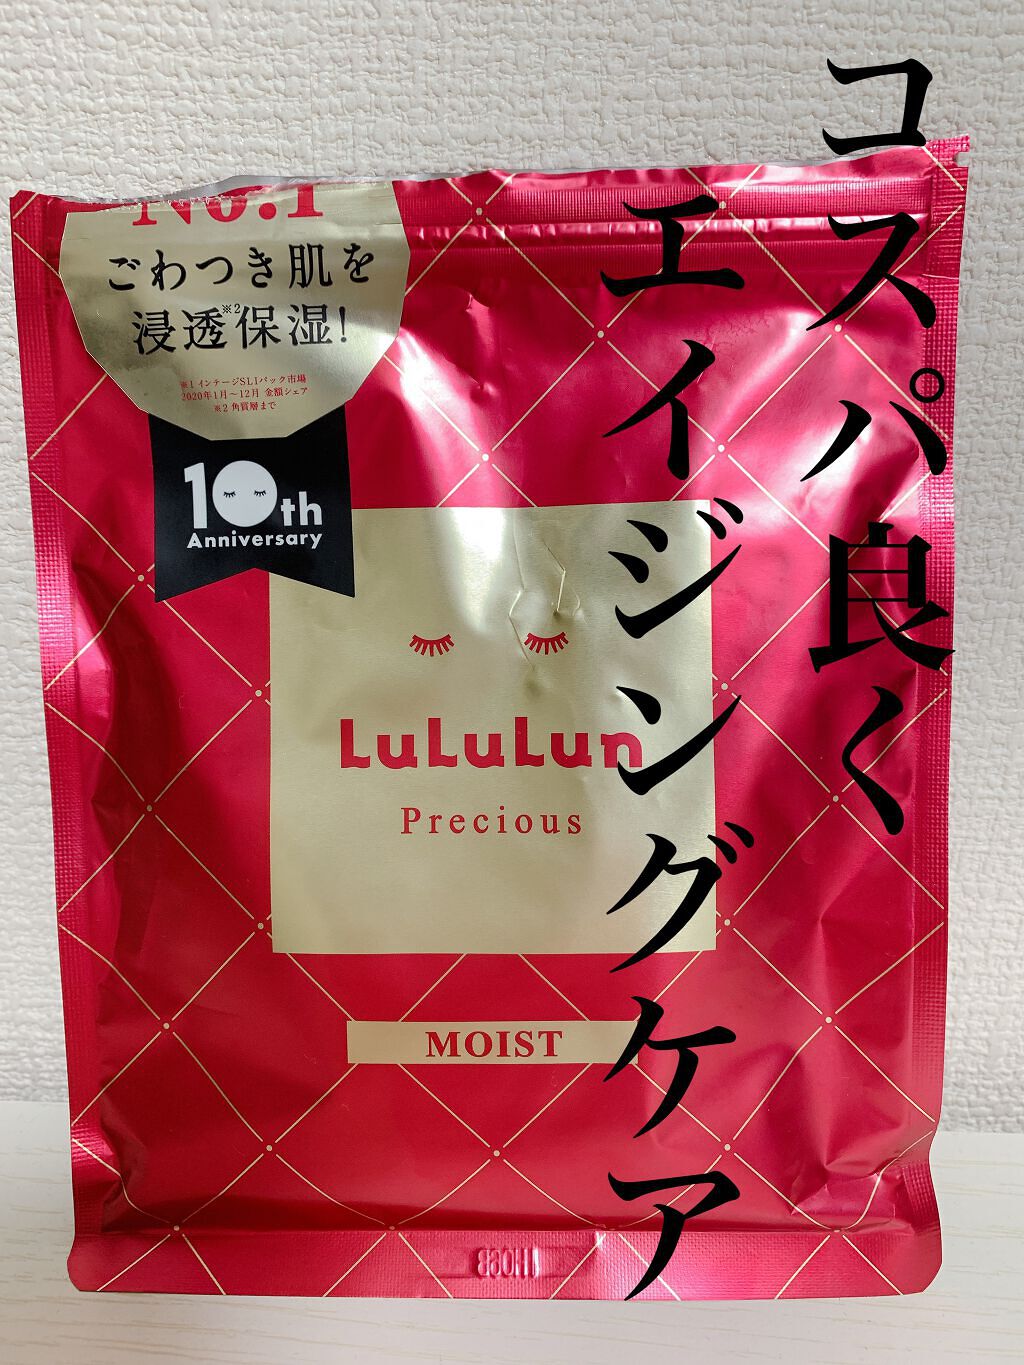 コスパ良く
エイジングケア
No.1
ごわつき肌を
浸透※2保湿!
※1 インテージSLIパック市場
2020年1月~12月 金額シェア
※2 角質層まで
10th
Anniversary
LuLuLun
Precious
MOIST